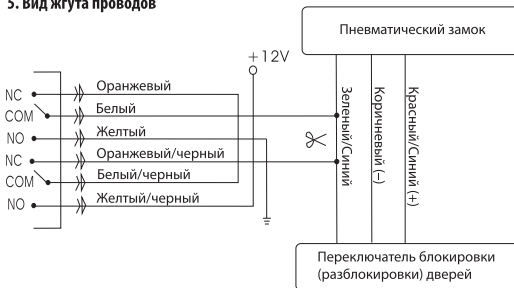 5. Вид жгута проводов
Пневматический замок
+12V
NC
Оранжевый
COM
Белый
NO
Желтый
NC
Оранжевый/черный
COM
Белый/черный
NO
Желтый/черный
Зеленый/Синий
Коричневый (–)
Красный/Синий (+)
Переключатель блокировки
(разблокировки) дверей